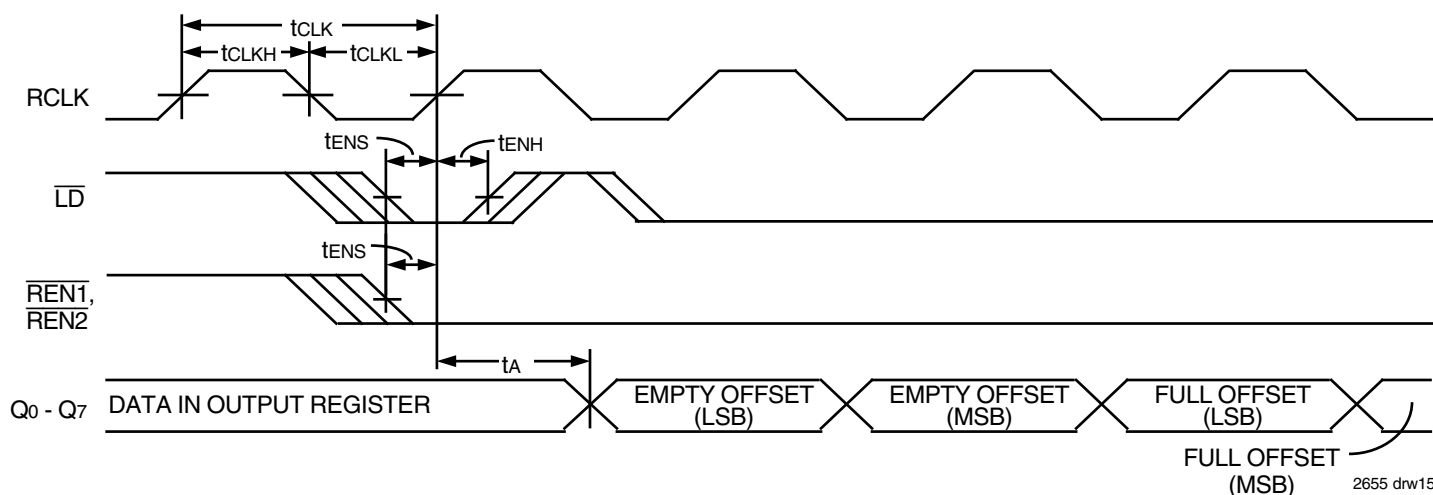 tCLK
tCLKH
tCLKL
RCLK
tENS
tENH
LD
tENS
REN1,
REN2
tA
Q0 - Q7
DATA IN OUTPUT REGISTER
EMPTY OFFSET
(LSB)
EMPTY OFFSET
(MSB)
FULL OFFSET
(LSB)
FULL OFFSET
(MSB)
2655 drw15